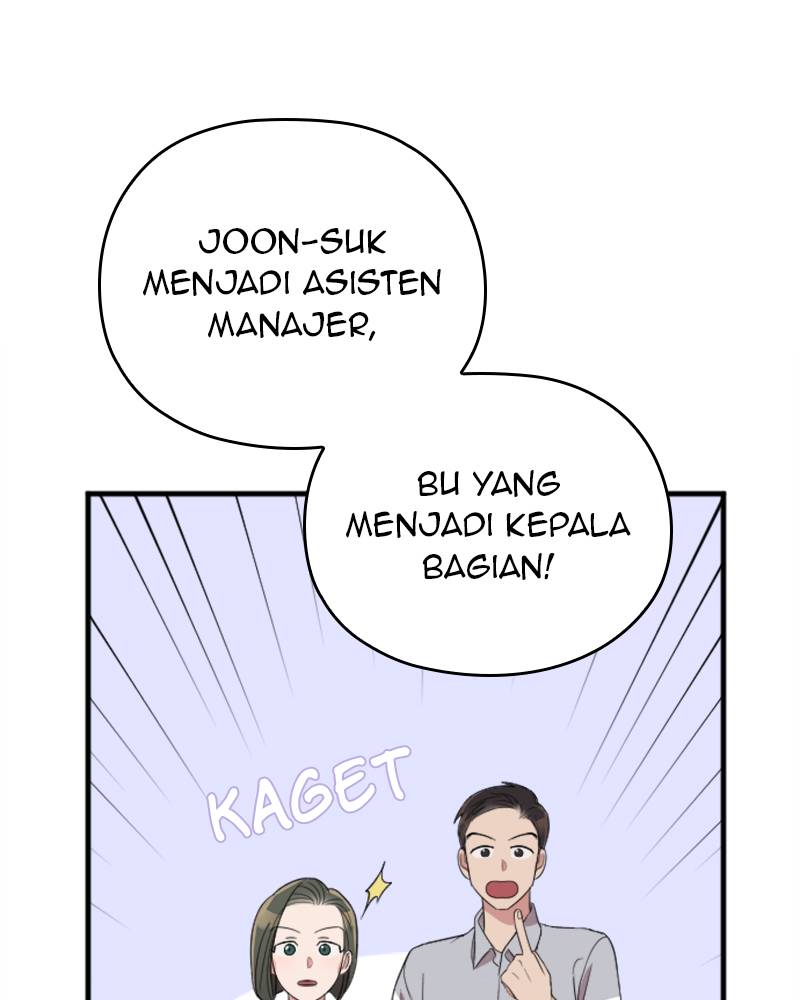 JOON-SUK
MENJADI ASISTEN
MANAJER,
BU YANG
MENJADI KEPALA
BAGIAN!
KAGET